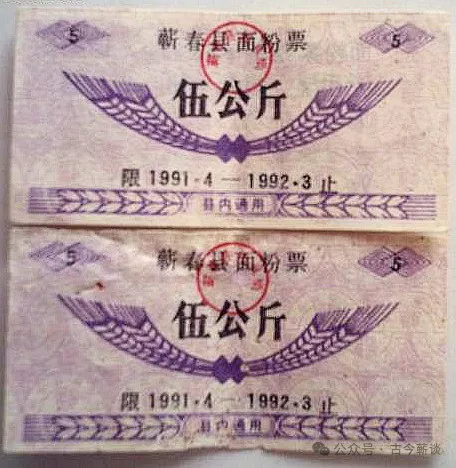 5 蕲春县面粉票 5
伍公斤
限 1991·4—1992·3 止
县内通用
5 蕲春县面粉票 5
伍公斤
限 1991·4—1992·3 止
县内通用
公众号·古今蕲谈